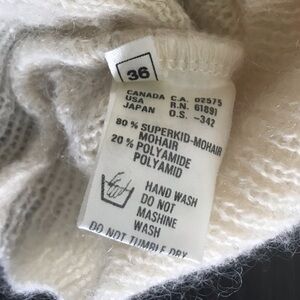 36
CANADA C.A. 02575
USA R.N. 61891
JAPAN O.S. -342
80 % SUPERKID-MOHAIR
MOHAIR
20 % POLYAMIDE
POLYAMID
HAND WASH
DO NOT
MASHINE
WASH
DO NOT TUMBLE DRY